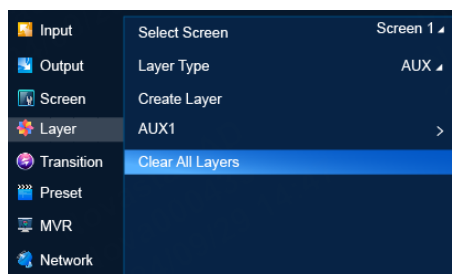 Input
Output
Screen
Layer
Transition
Preset
MVR
Network
Select Screen Screen 1
Layer Type AUX
Create Layer
AUX1 >
Clear All Layers